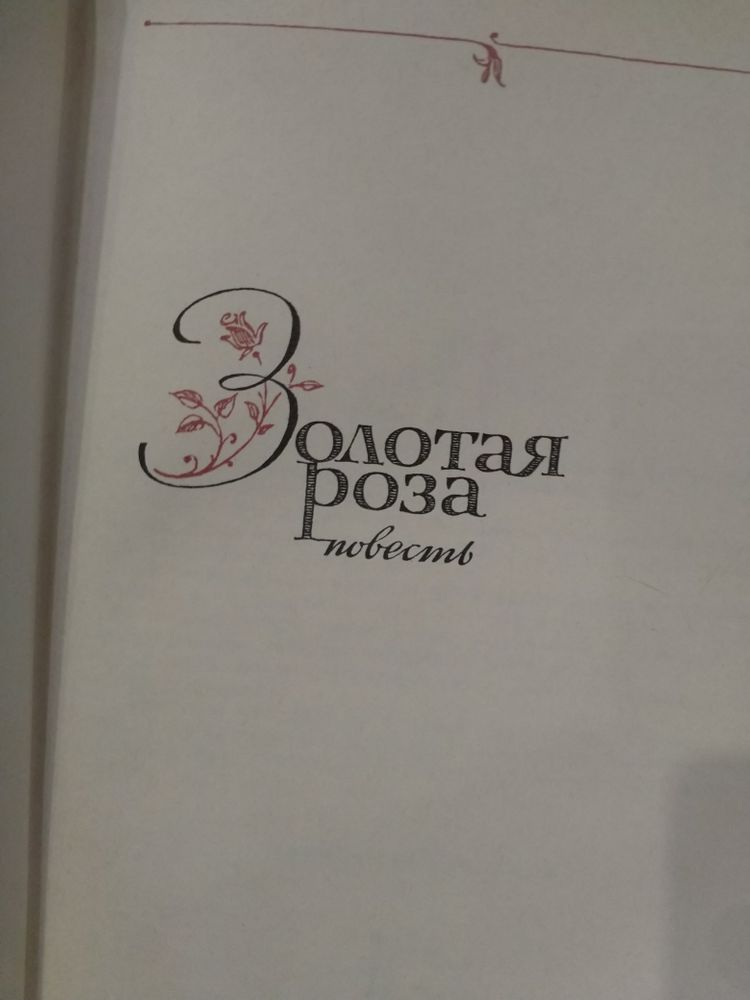 Золотая
роза
повесть